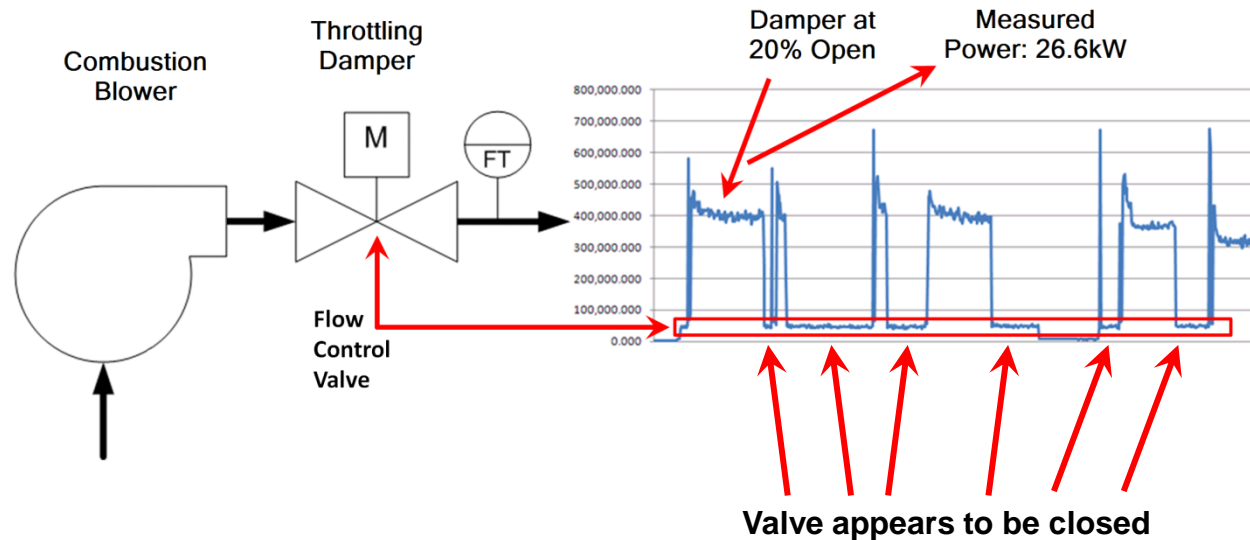 Combustion
Blower
Throttling
Damper
M
FT
Flow
Control
Valve
Damper at
20% Open
Measured
Power: 26.6kW
800,000.000
700,000.000
600,000.000
500,000.000
400,000.000
300,000.000
200,000.000
100,000.000
0.000
Valve appears to be closed